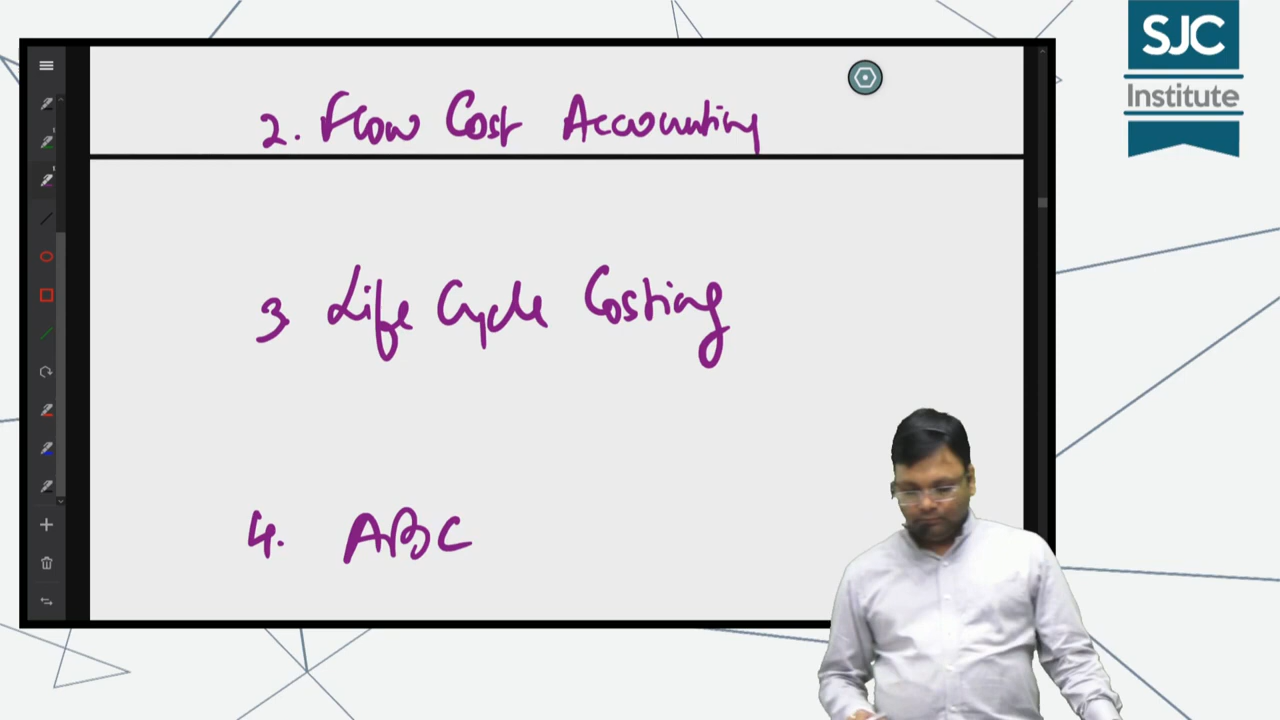 SJC
Institute
2. Flow Cost Accounting
3. Life Cycle Costing
4. ABC